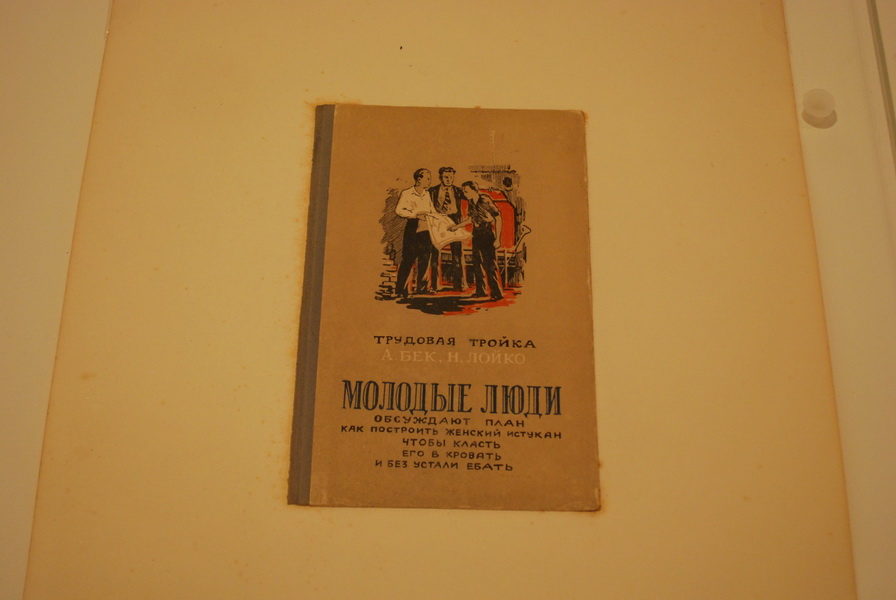 ТРУДОВАЯ ТРОЙКА
А. БЕК, Н. ЛОЙКО
МОЛОДЫЕ ЛЮДИ
ОБСУЖДАЮТ ПЛАН
КАК ПОСТРОИТЬ ЖЕНСКИЙ ИСТУКАН
ЧТОБЫ КЛАСТЬ
ЕГО В КРОВАТЬ
И БЕЗ УСТАЛИ ЕБАТЬ